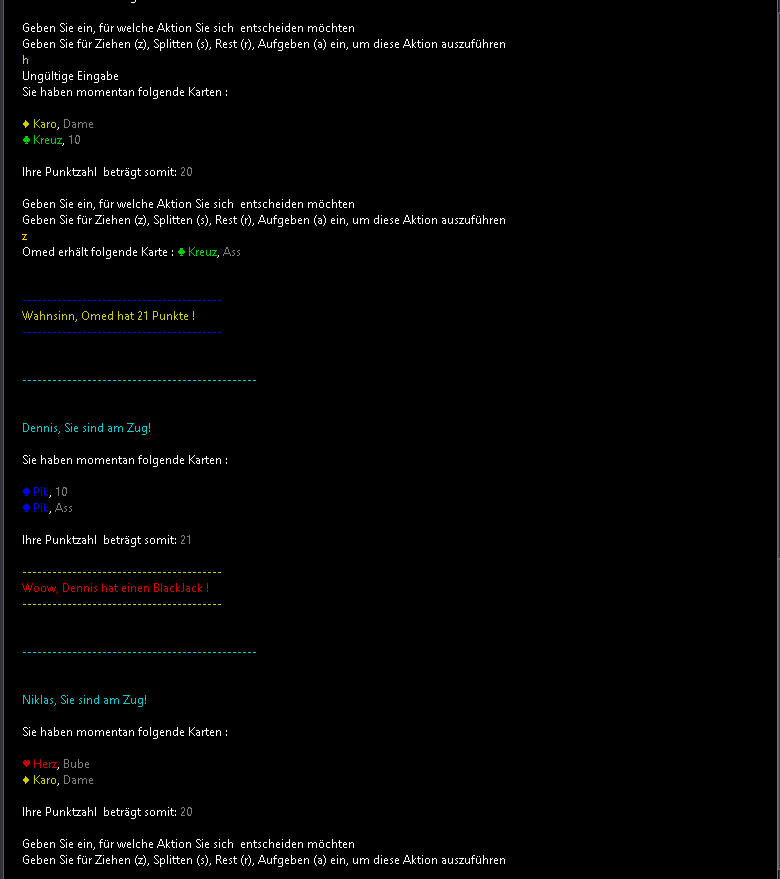 Geben Sie ein, für welche Aktion Sie sich  entscheiden möchten
Geben Sie für Ziehen (z), Splitten (s), Rest (r), Aufgeben (a) ein, um diese Aktion auszuführen
h
Ungültige Eingabe
Sie haben momentan folgende Karten :
♦ Karo, Dame
♣ Kreuz, 10
Ihre Punktzahl  beträgt somit: 20
Geben Sie ein, für welche Aktion Sie sich  entscheiden möchten
Geben Sie für Ziehen (z), Splitten (s), Rest (r), Aufgeben (a) ein, um diese Aktion auszuführen
z
Omed erhält folgende Karte : ♣ Kreuz, Ass
----------------------------------------
Wahnsinn, Omed hat 21 Punkte !
----------------------------------------
-----------------------------------------------
Dennis, Sie sind am Zug!
Sie haben momentan folgende Karten :
♠ Pik, 10
♠ Pik, Ass
Ihre Punktzahl  beträgt somit: 21
----------------------------------------
Woow, Dennis hat einen BlackJack !
----------------------------------------
-----------------------------------------------
Niklas, Sie sind am Zug!
Sie haben momentan folgende Karten :
♥ Herz, Bube
♦ Karo, Dame
Ihre Punktzahl  beträgt somit: 20
Geben Sie ein, für welche Aktion Sie sich  entscheiden möchten
Geben Sie für Ziehen (z), Splitten (s), Rest (r), Aufgeben (a) ein, um diese Aktion auszuführen